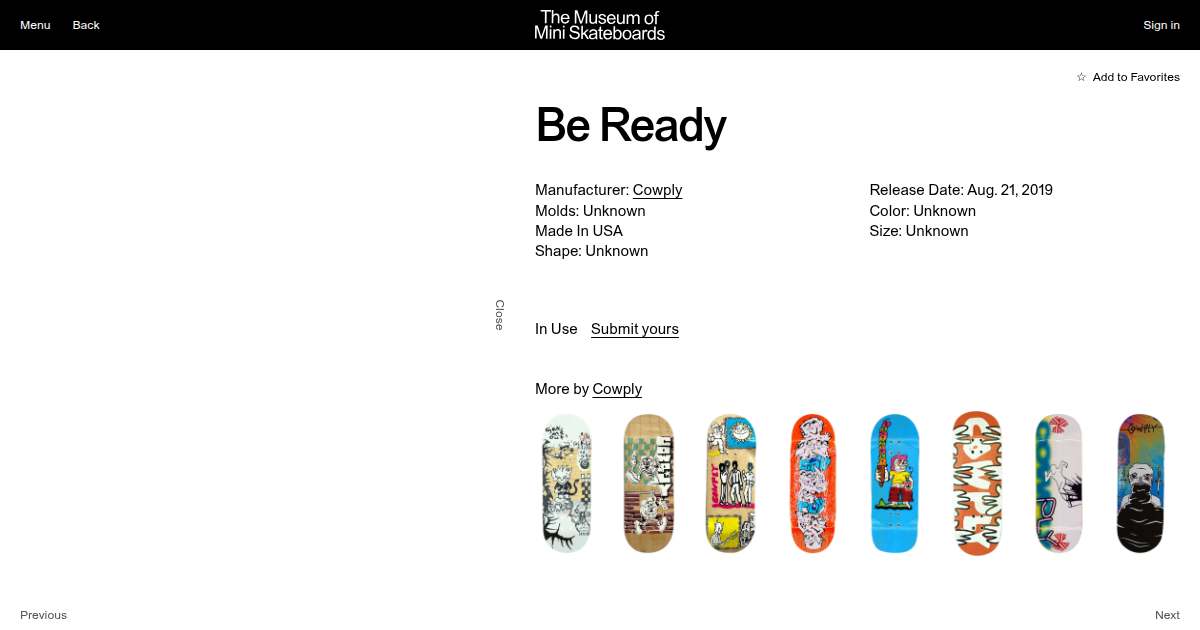 Menu
Back
The Museum of
Mini Skateboards
Sign in
☆ Add to Favorites
Be Ready
Manufacturer: Cowply
Molds: Unknown
Made In USA
Shape: Unknown
Release Date: Aug. 21, 2019
Color: Unknown
Size: Unknown
Close
In Use
Submit yours
More by Cowply
COWPLY
COWPLY
Previous
Next